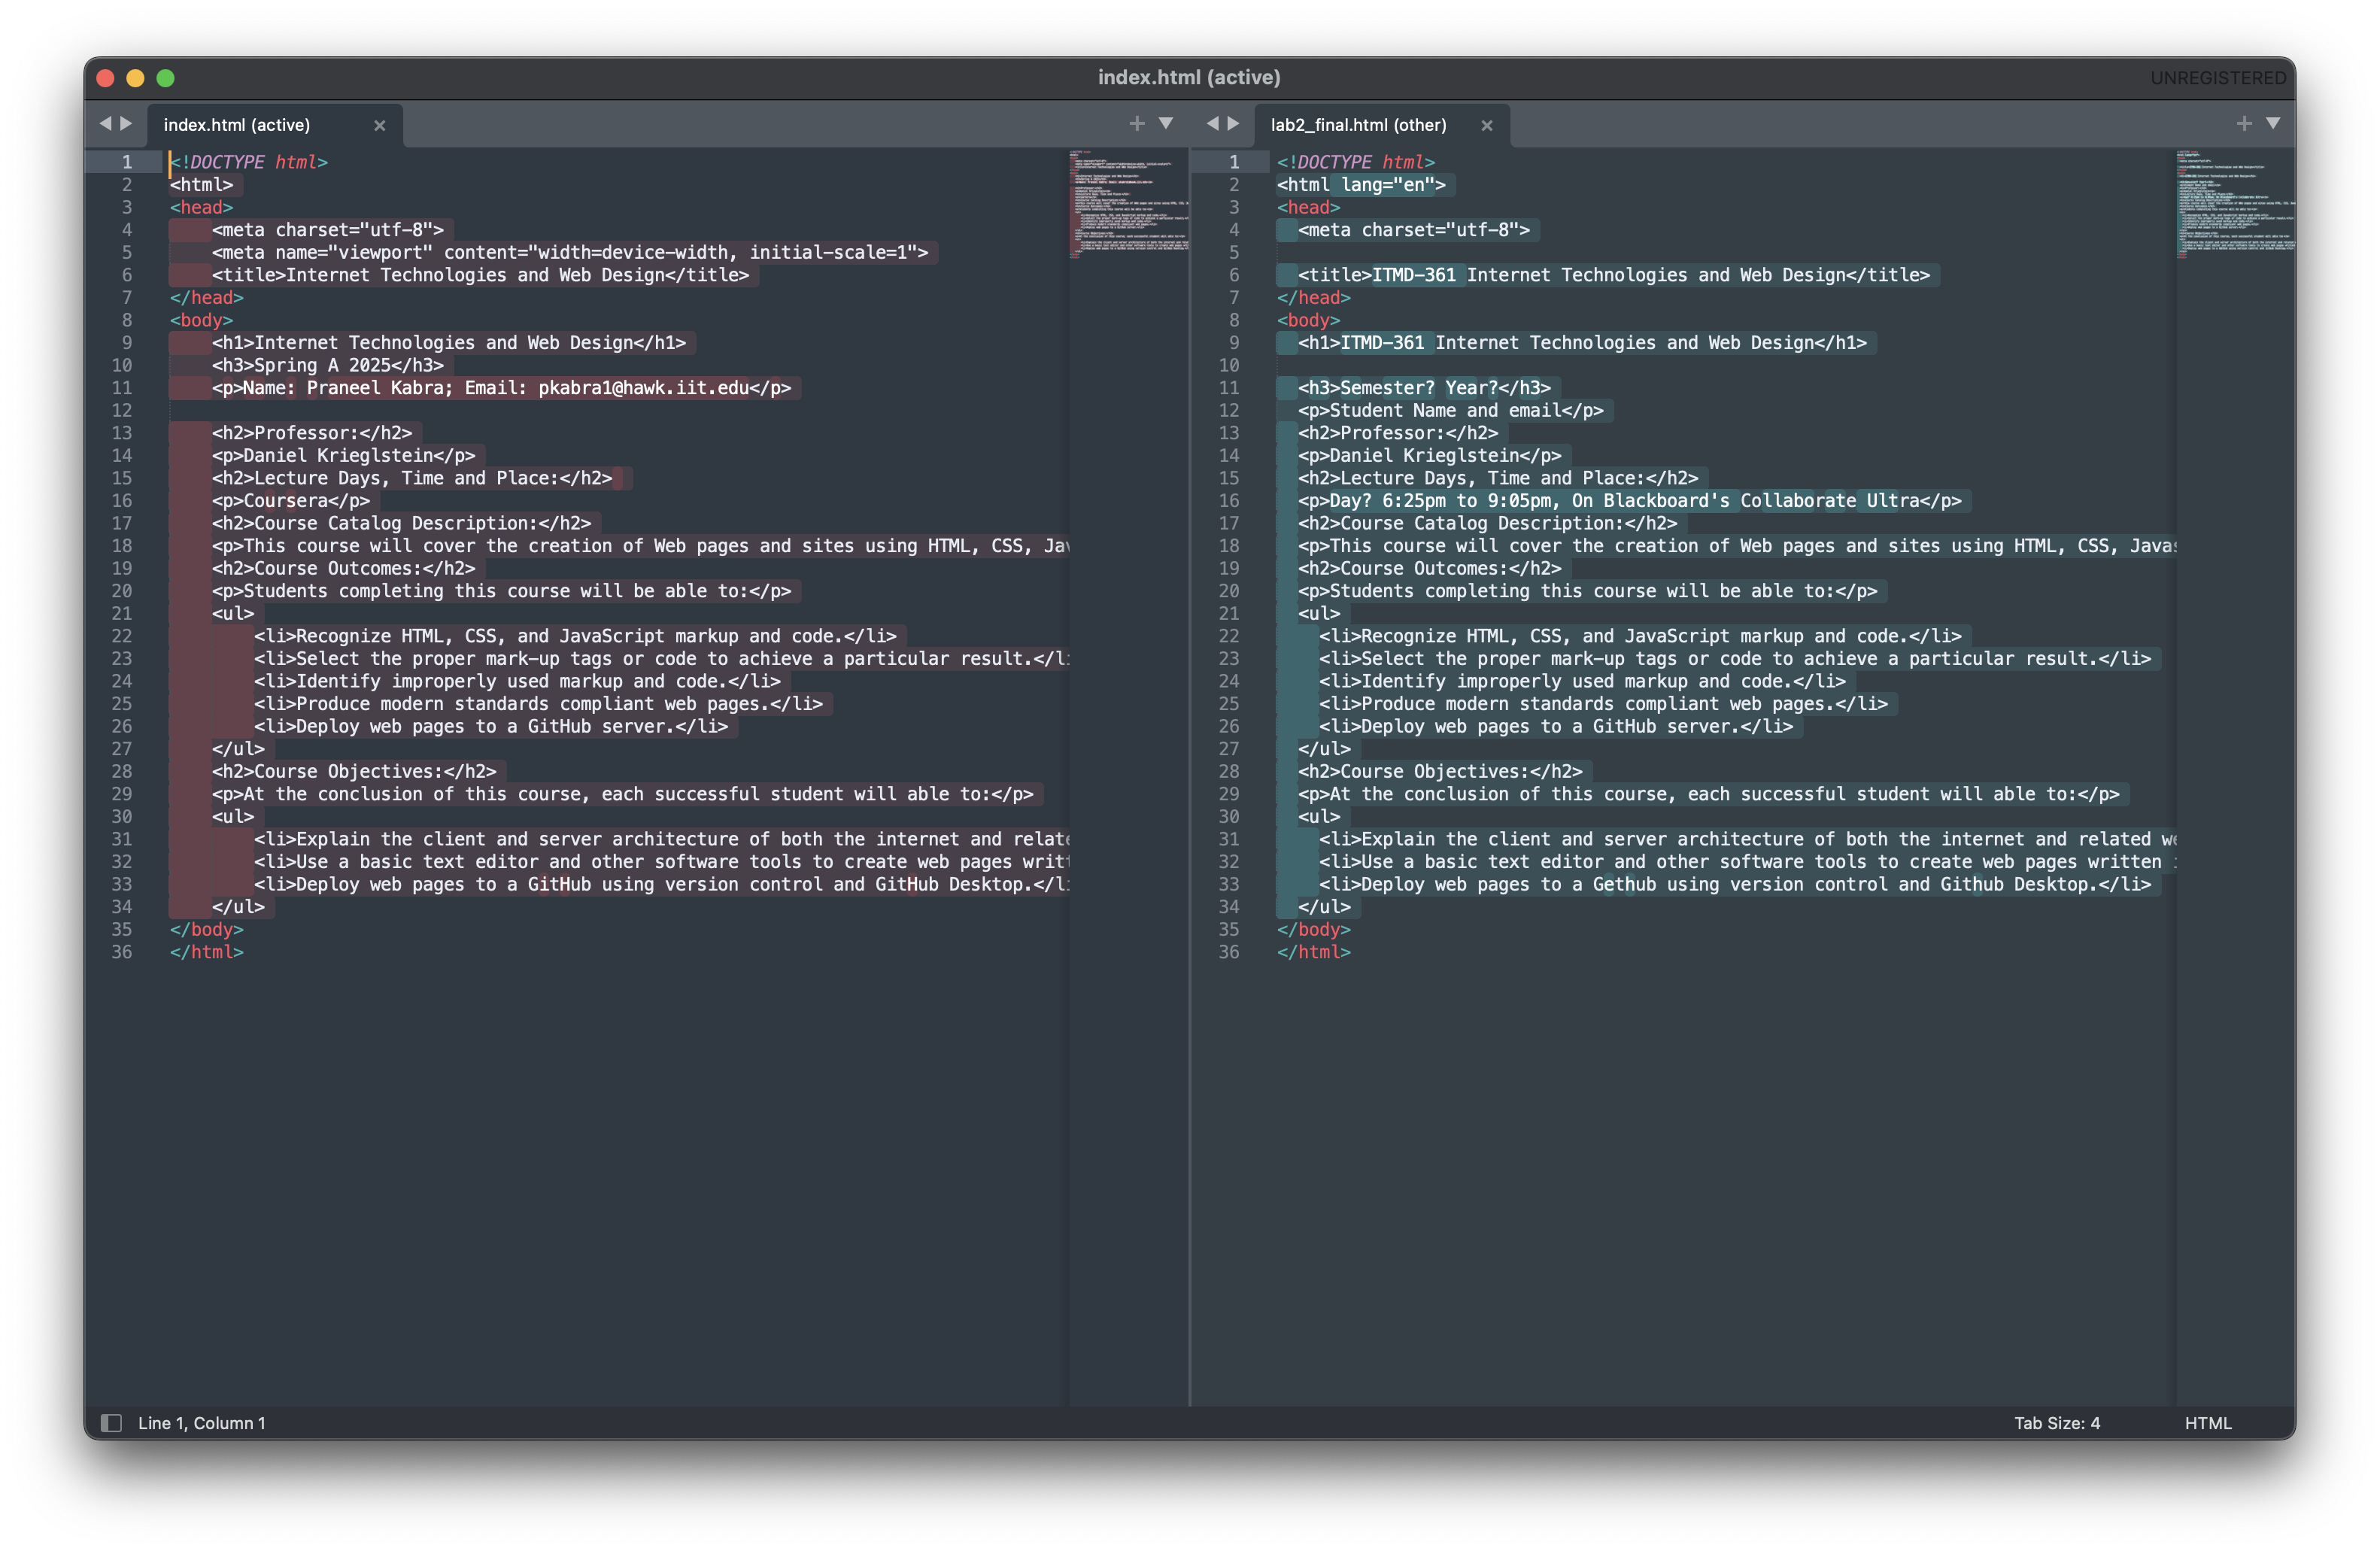 index.html (active)
UNREGISTERED
index.html (active)
1 <!DOCTYPE html>
2 <html>
3 <head>
4 <meta charset="utf-8">
5 <meta name="viewport" content="width=device-width, initial-scale=1">
6 <title>Internet Technologies and Web Design</title>
7 </head>
8 <body>
9 <h1>Internet Technologies and Web Design</h1>
10 <h3>Spring A 2025</h3>
11 <p>Name: Praneel Kabra; Email: pkabra1@hawk.iit.edu</p>
12
13 <h2>Professor:</h2>
14 <p>Daniel Krieglstein</p>
15 <h2>Lecture Days, Time and Place:</h2>
16 <p>Coursera</p>
17 <h2>Course Catalog Description:</h2>
18 <p>This course will cover the creation of Web pages and sites using HTML, CSS, Jav
19 <h2>Course Outcomes:</h2>
20 <p>Students completing this course will be able to:</p>
21 <ul>
22 <li>Recognize HTML, CSS, and JavaScript markup and code.</li>
23 <li>Select the proper mark-up tags or code to achieve a particular result.</li
24 <li>Identify improperly used markup and code.</li>
25 <li>Produce modern standards compliant web pages.</li>
26 <li>Deploy web pages to a GitHub server.</li>
27 </ul>
28 <h2>Course Objectives:</h2>
29 <p>At the conclusion of this course, each successful student will able to:</p>
30 <ul>
31 <li>Explain the client and server architecture of both the internet and relate
32 <li>Use a basic text editor and other software tools to create web pages writt
33 <li>Deploy web pages to a GitHub using version control and GitHub Desktop.</li
34 </ul>
35 </body>
36 </html>
lab2_final.html (other)
1 <!DOCTYPE html>
2 <html lang="en">
3 <head>
4 <meta charset="utf-8">
5
6 <title>ITMD-361 Internet Technologies and Web Design</title>
7 </head>
8 <body>
9 <h1>ITMD-361 Internet Technologies and Web Design</h1>
10
11 <h3>Semester? Year?</h3>
12 <p>Student Name and email</p>
13 <h2>Professor:</h2>
14 <p>Daniel Krieglstein</p>
15 <h2>Lecture Days, Time and Place:</h2>
16 <p>Day? 6:25pm to 9:05pm, On Blackboard's Collaborate Ultra</p>
17 <h2>Course Catalog Description:</h2>
18 <p>This course will cover the creation of Web pages and sites using HTML, CSS, Javas
19 <h2>Course Outcomes:</h2>
20 <p>Students completing this course will be able to:</p>
21 <ul>
22 <li>Recognize HTML, CSS, and JavaScript markup and code.</li>
23 <li>Select the proper mark-up tags or code to achieve a particular result.</li>
24 <li>Identify improperly used markup and code.</li>
25 <li>Produce modern standards compliant web pages.</li>
26 <li>Deploy web pages to a GitHub server.</li>
27 </ul>
28 <h2>Course Objectives:</h2>
29 <p>At the conclusion of this course, each successful student will able to:</p>
30 <ul>
31 <li>Explain the client and server architecture of both the internet and related we
32 <li>Use a basic text editor and other software tools to create web pages written
33 <li>Deploy web pages to a Gethub using version control and Github Desktop.</li>
34 </ul>
35 </body>
36 </html>
Line 1, Column 1
Tab Size: 4
HTML